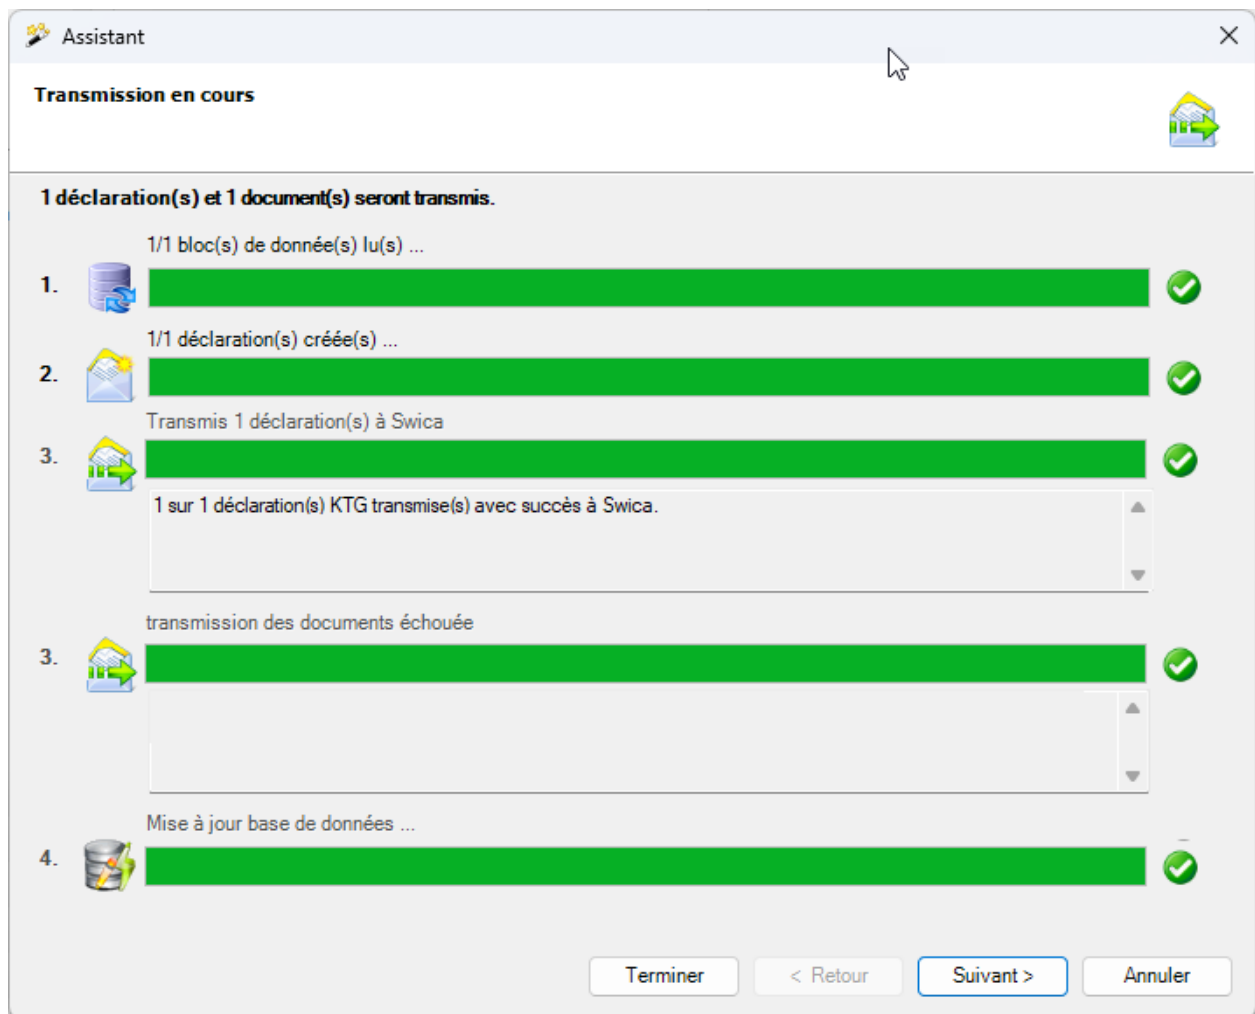 Assistant
Transmission en cours
1 déclaration(s) et 1 document(s) seront transmis.
1/1 bloc(s) de donnée(s) lu(s) ...
1.
1/1 déclaration(s) créée(s) ...
2.
Transmis 1 déclaration(s) à Swica
3.
1 sur 1 déclaration(s) KTG transmise(s) avec succès à Swica.
transmission des documents échouée
3.
Mise à jour base de données ...
4.
Terminer < Retour Suivant > Annuler